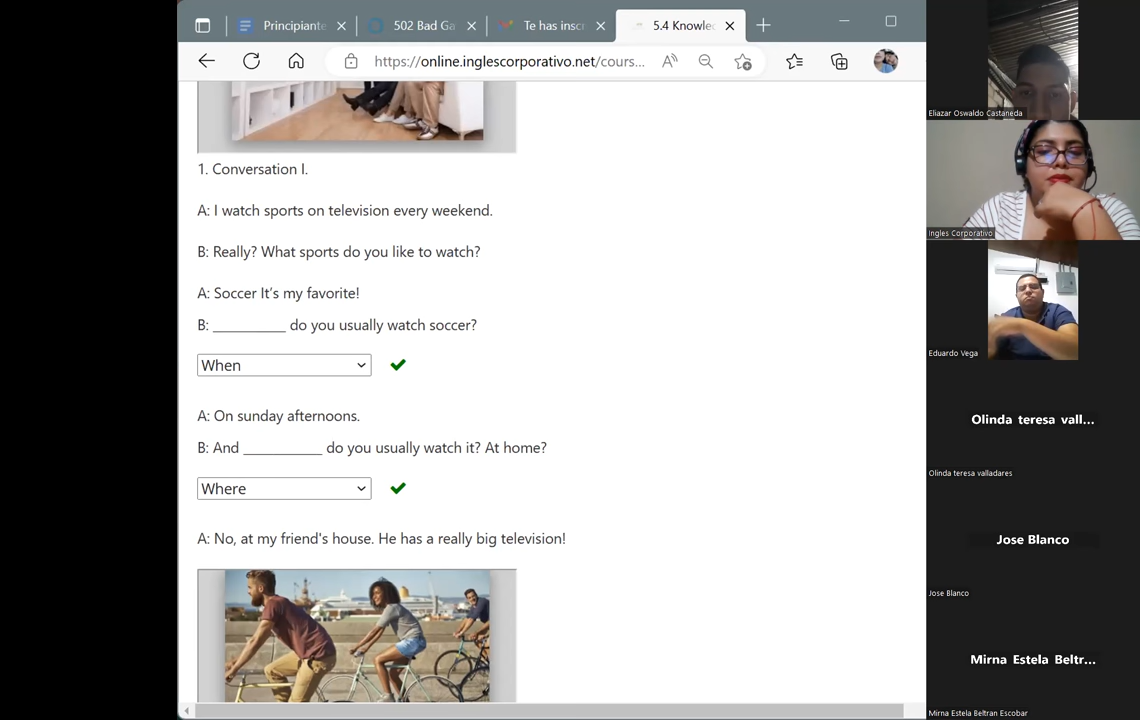 Principiante
502 Bad Ga
Te has inscr
5.4 Knowled
https://online.inglescorporativo.net/cours...
1. Conversation I.
A: I watch sports on television every weekend.
B: Really? What sports do you like to watch?
A: Soccer It's my favorite!
B: ___________ do you usually watch soccer?
When
A: On sunday afternoons.
B: And ____________ do you usually watch it? At home?
Where
A: No, at my friend's house. He has a really big television!
Eliazar Oswaldo Castaneda
Ingles Corporativo
Eduardo Vega
Olinda teresa vall...
Olinda teresa valladares
Jose Blanco
Jose Blanco
Mirna Estela Beltr...
Mirna Estela Beltran Escobar